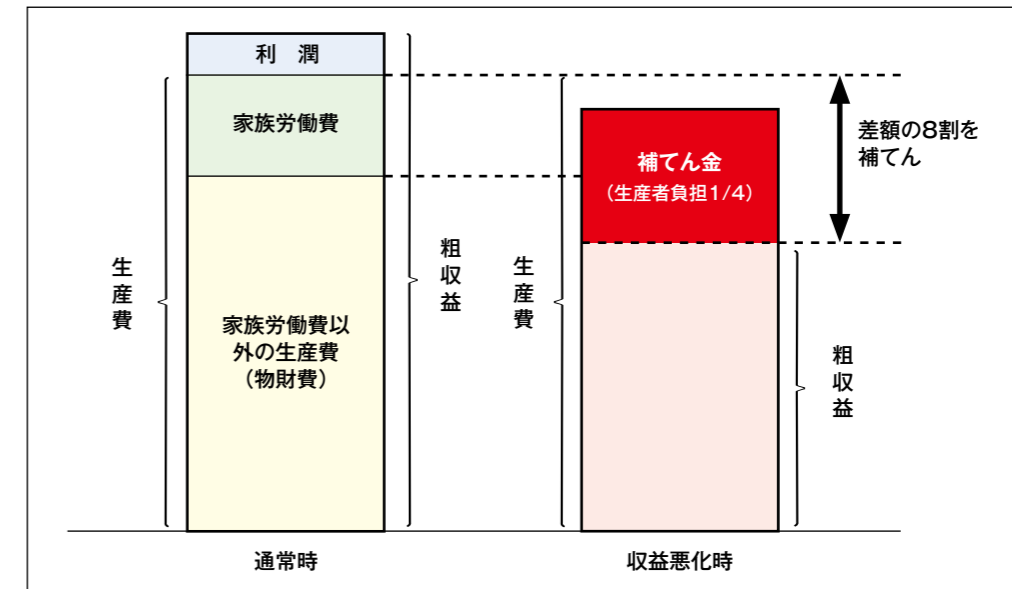 利　潤
家族労働費
家族労働費以
外の生産費
（物財費）
生産費
粗収益
通常時
補てん金
（生産者負担1/4）
生産費
粗収益
収益悪化時
差額の8割を
補てん